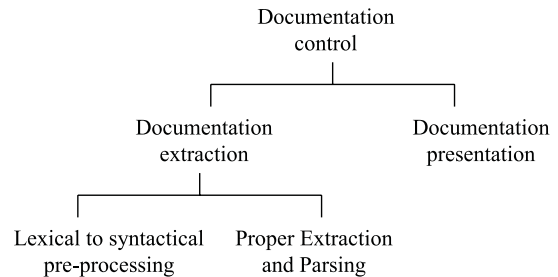 Documentation
control
Documentation
extraction
Documentation
presentation
Lexical to syntactical
pre-processing
Proper Extraction
and Parsing